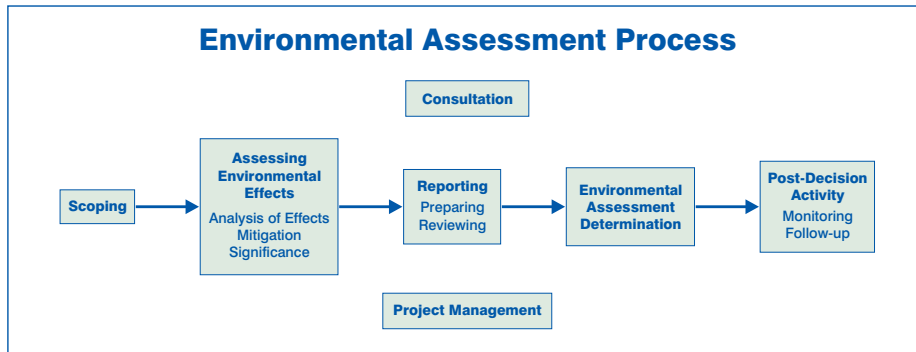 Environmental Assessment Process
Consultation
Scoping
Assessing
Environmental
Effects
Analysis of Effects
Mitigation
Significance
Reporting
Preparing
Reviewing
Environmental
Assessment
Determination
Post-Decision
Activity
Monitoring
Follow-up
Project Management